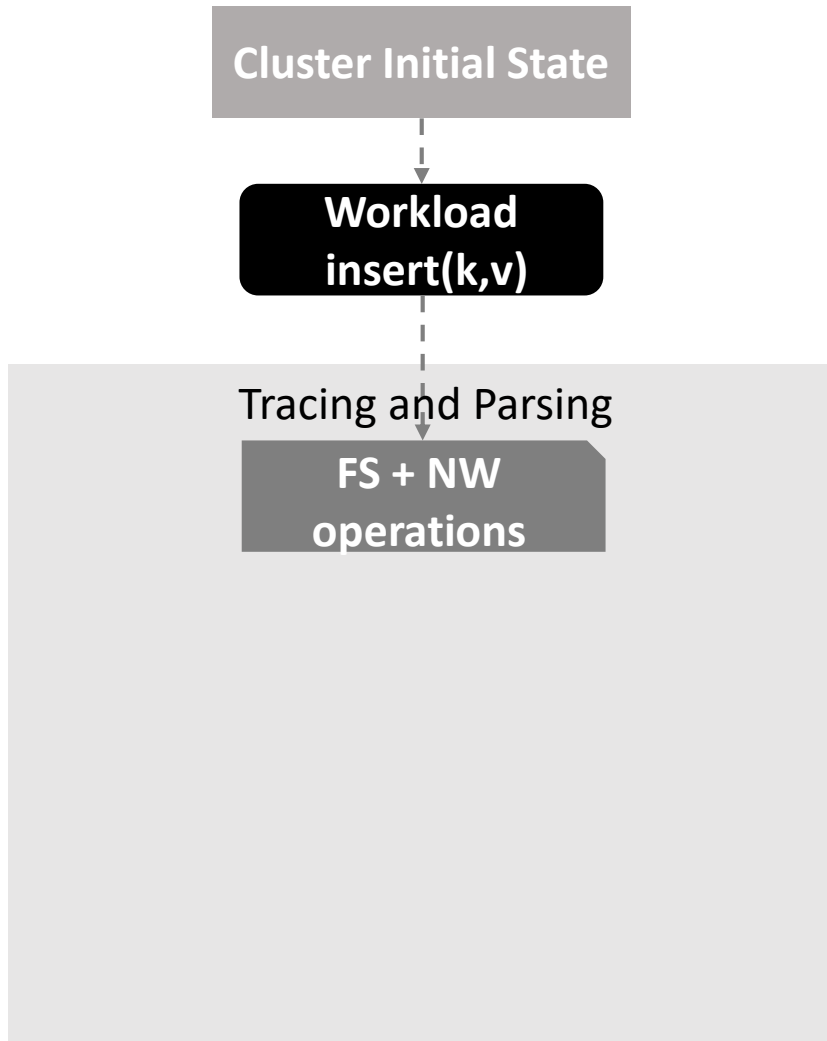 Cluster Initial State
Workload
insert(k,v)
Tracing and Parsing
FS + NW
operations